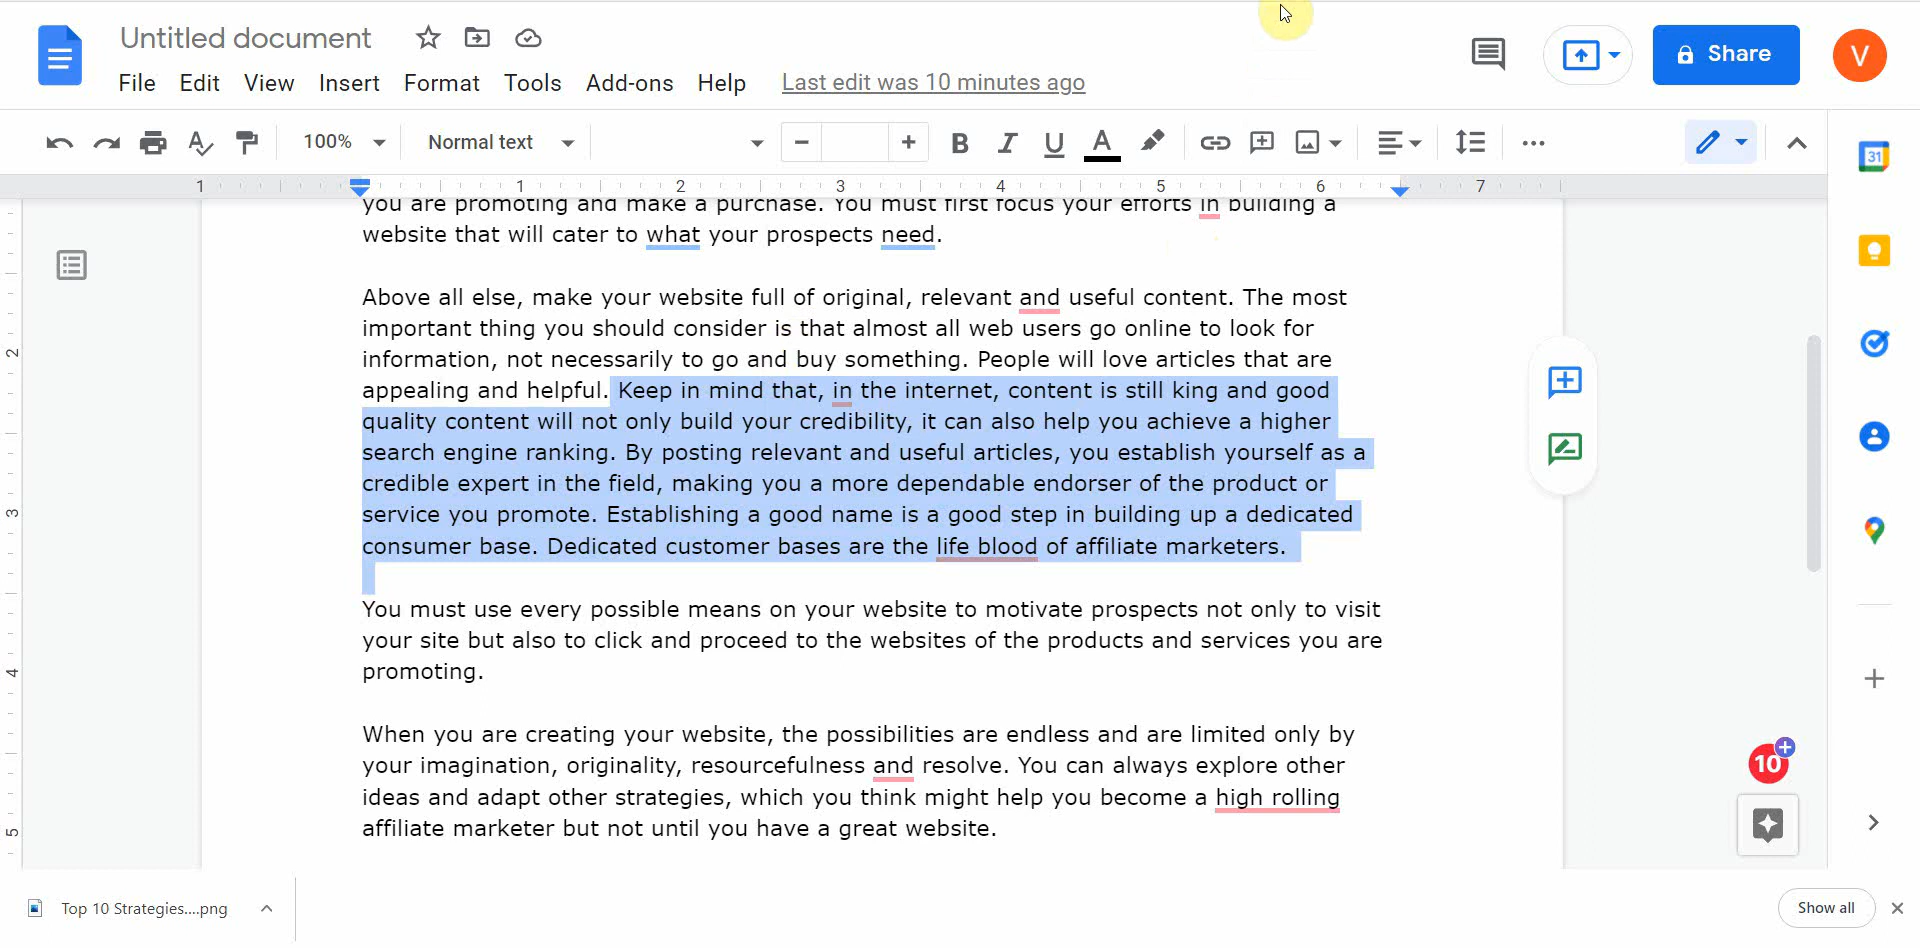 Untitled document
File Edit View Insert Format Tools Add-ons Help Last edit was 10 minutes ago
Share
V
100% Normal text
31
1 1 2 3 4 5 6 7
you are promoting and make a purchase. You must first focus your efforts in building a
website that will cater to what your prospects need.
Above all else, make your website full of original, relevant and useful content. The most
important thing you should consider is that almost all web users go online to look for
information, not necessarily to go and buy something. People will love articles that are
appealing and helpful. Keep in mind that, in the internet, content is still king and good
quality content will not only build your credibility, it can also help you achieve a higher
search engine ranking. By posting relevant and useful articles, you establish yourself as a
credible expert in the field, making you a more dependable endorser of the product or
service you promote. Establishing a good name is a good step in building up a dedicated
consumer base. Dedicated customer bases are the life blood of affiliate marketers.
You must use every possible means on your website to motivate prospects not only to visit
your site but also to click and proceed to the websites of the products and services you are
promoting.
When you are creating your website, the possibilities are endless and are limited only by
your imagination, originality, resourcefulness and resolve. You can always explore other
ideas and adapt other strategies, which you think might help you become a high rolling
affiliate marketer but not until you have a great website.
2
3
4
5
10
Top 10 Strategies....png
Show all